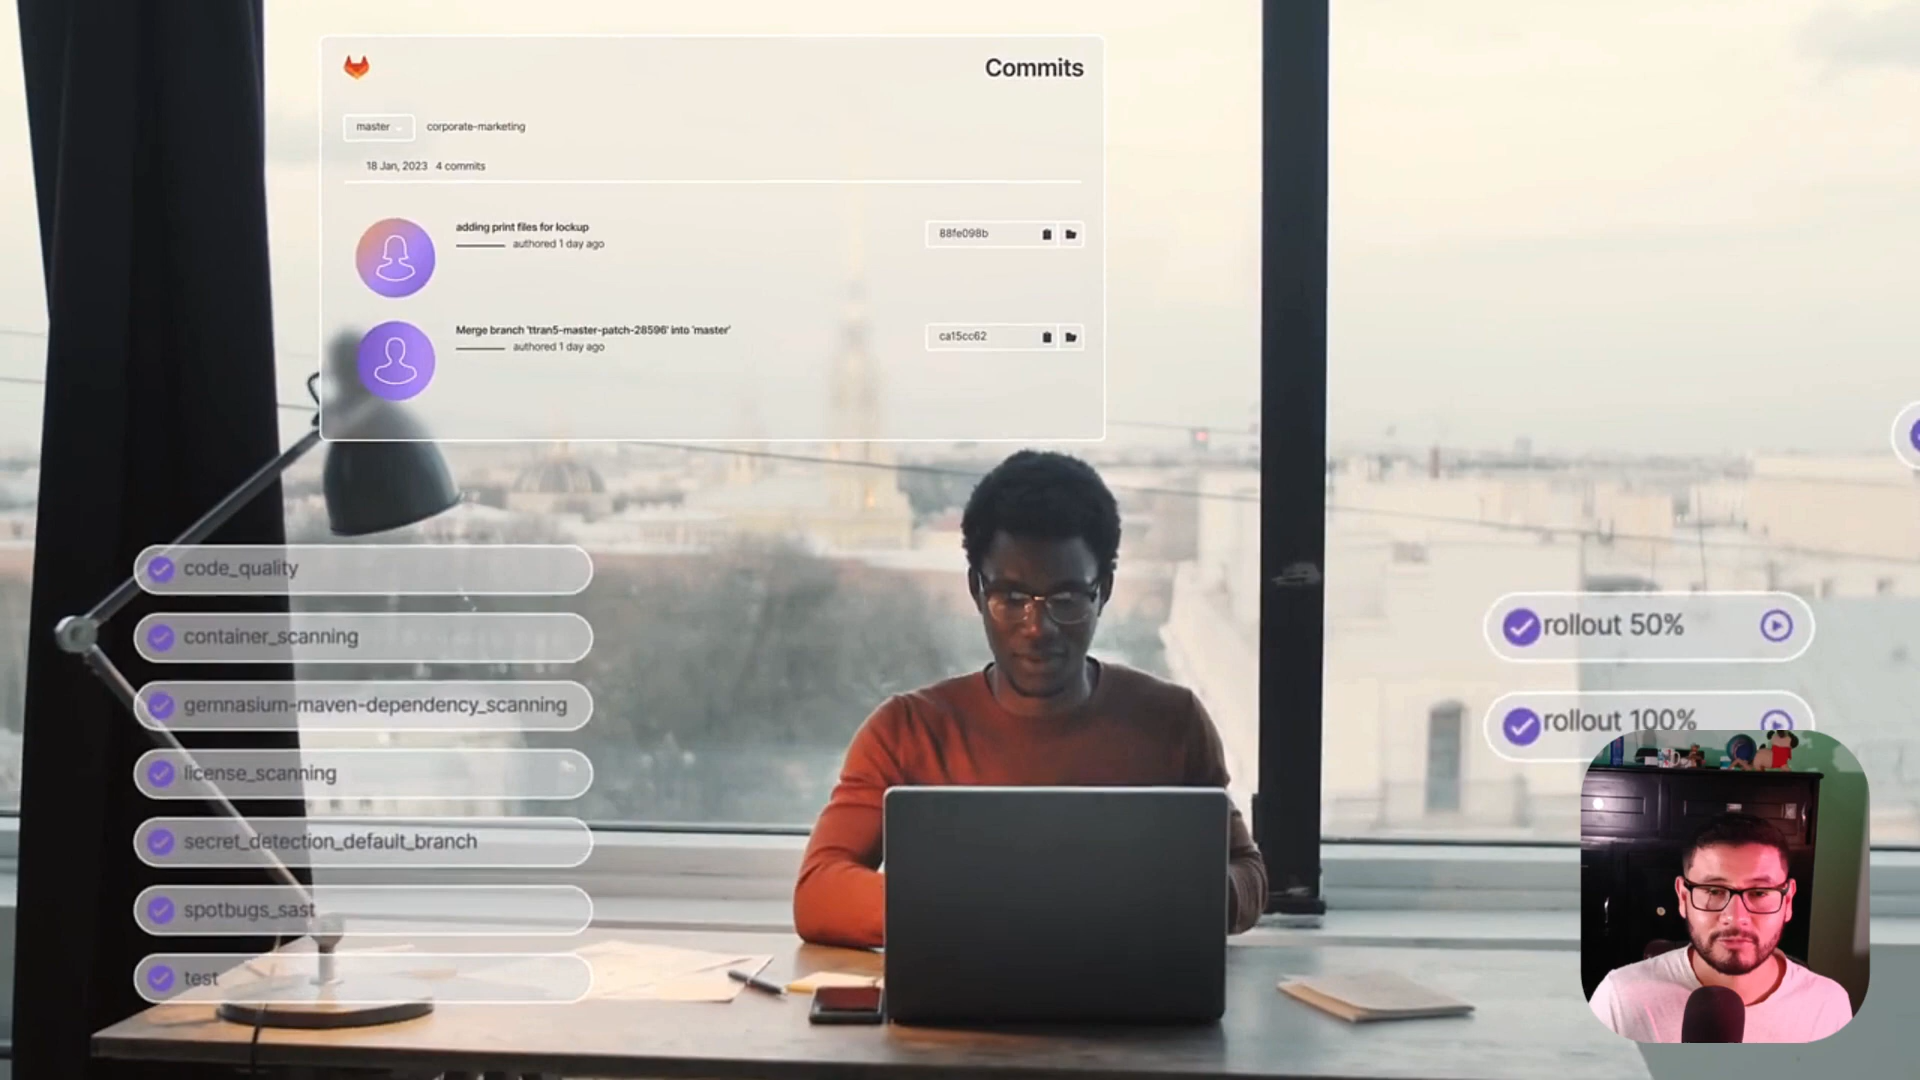 Commits
master corporate-marketing
18 Jan, 2023 4 commits
adding print files for lockup
authored 1 day ago
88fe098b
Merge branch 'ttran5-master-patch-28596' into 'master'
authored 1 day ago
ca15cc62
code_quality
container_scanning
gemnasium-maven-dependency_scanning
license_scanning
secret_detection_default_branch
spotbugs_sast
test
rollout 50%
rollout 100%